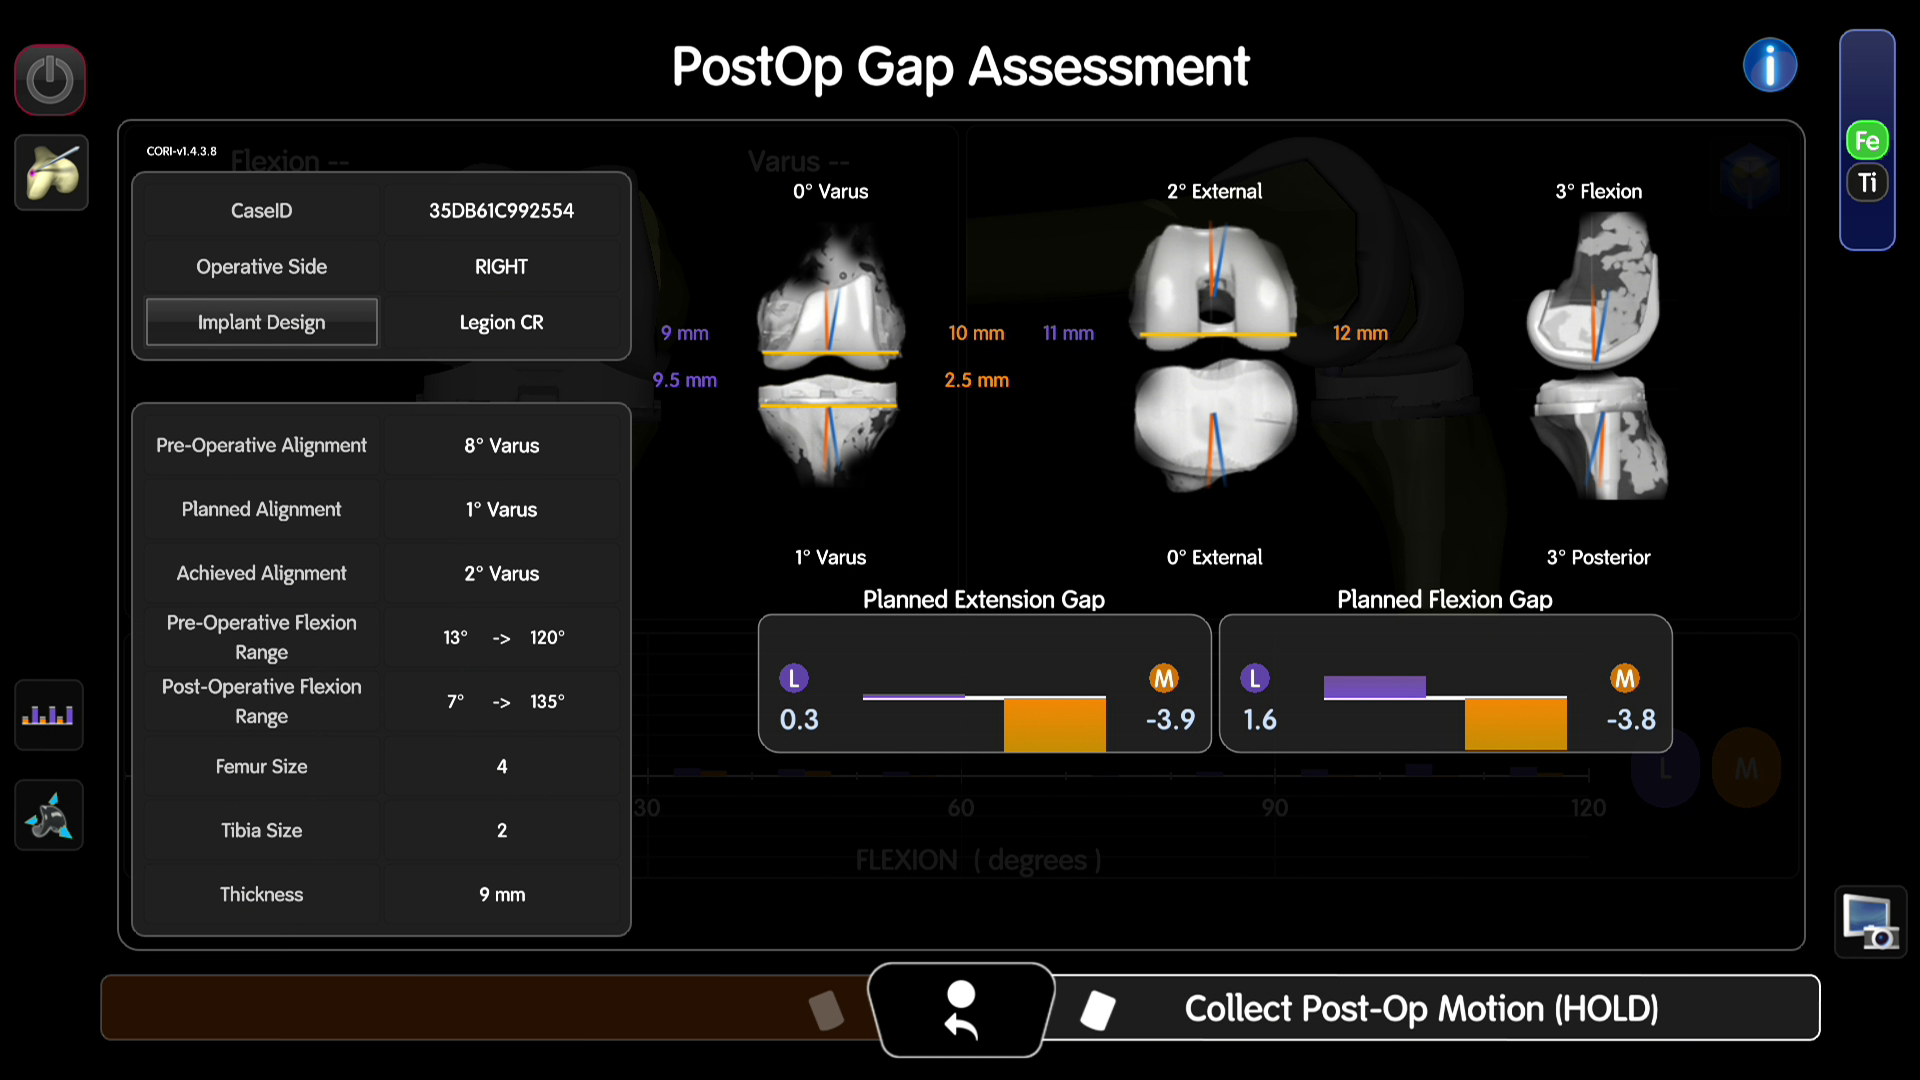 PostOp Gap Assessment
Fe
Ti
CORI-v1.4.3.8
Flexion --
Varus --
CaseID 35DB61C992554
Operative Side RIGHT
Implant Design Legion CR
0° Varus
2° External
3° Flexion
9 mm
10 mm
11 mm
12 mm
9.5 mm
2.5 mm
Pre-Operative Alignment 8° Varus
Planned Alignment 1° Varus
Achieved Alignment 2° Varus
Pre-Operative Flexion
Range
13° -> 120°
Post-Operative Flexion
Range
7° -> 135°
Femur Size 4
Tibia Size 2
Thickness 9 mm
1° Varus
0° External
3° Posterior
Planned Extension Gap
L
0.3
M
-3.9
Planned Flexion Gap
L
1.6
M
-3.8
L
M
30
60
90
120
FLEXION ( degrees )
Collect Post-Op Motion (HOLD)